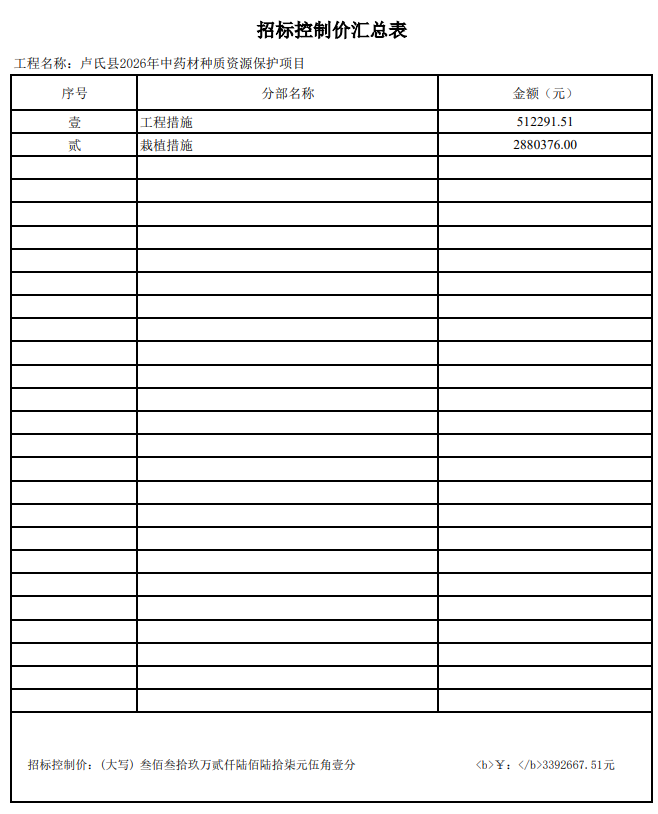 招标控制价汇总表
工程名称：卢氏县2026年中药材种质资源保护项目
序号 分部名称 金额（元）
壹 工程措施 512291.51
贰 栽植措施 2880376.00
招标控制价：(大写) 叁佰叁拾玖万贰仟陆佰陆拾柒元伍角壹分 <b>￥：</b>3392667.51元